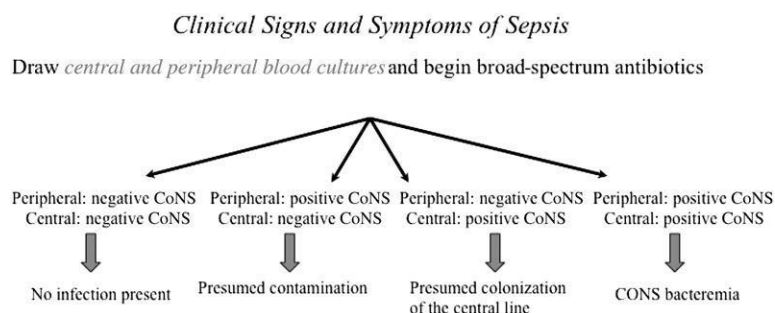 Clinical Signs and Symptoms of Sepsis
Draw central and peripheral blood cultures and begin broad-spectrum antibiotics
Peripheral: negative CoNS
Central: negative CoNS
No infection present
Peripheral: positive CoNS
Central: negative CoNS
Presumed contamination
Peripheral: negative CoNS
Central: positive CoNS
Presumed colonization
of the central line
Peripheral: positive CoNS
Central: positive CoNS
CONS bacteremia